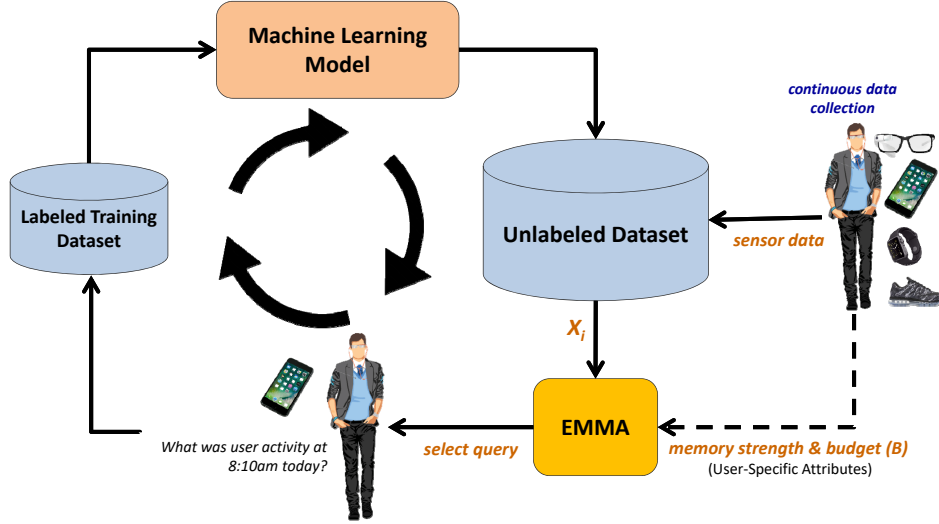 Machine Learning
Model
continuous data
collection
Labeled Training
Dataset
Unlabeled Dataset
sensor data
X_i
EMMA
select query
What was user activity at
8:10am today?
memory strength & budget (B)
(User-Specific Attributes)